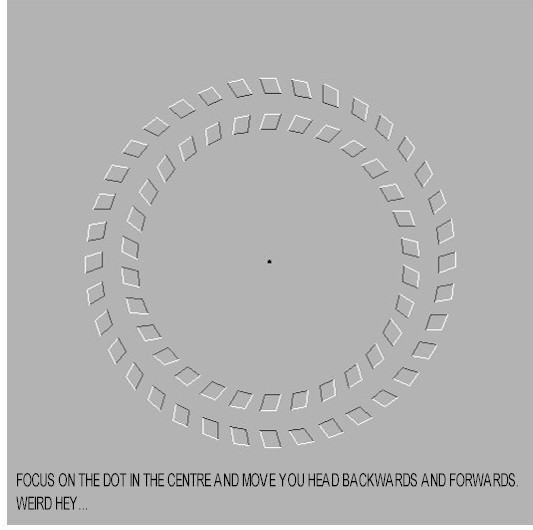 FOCUS ON THE DOT IN THE CENTRE AND MOVE YOU HEAD BACKWARDS AND FORWARDS.
WEIRD HEY...